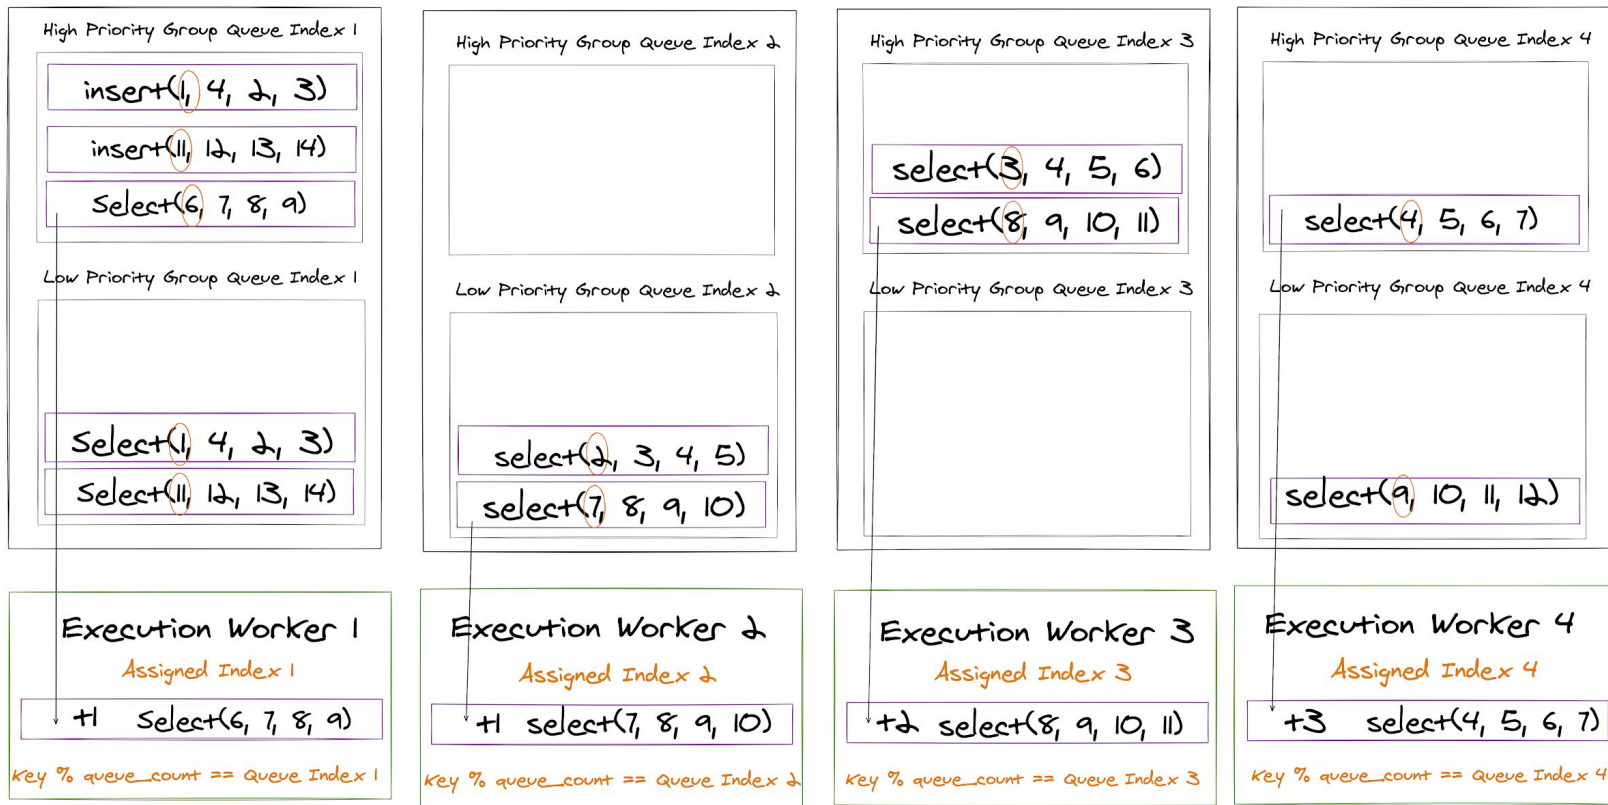 High Priority Group Queue Index 1
insert(1, 4, 2, 3)
insert(11, 12, 13, 14)
Select(6, 7, 8, 9)
Low Priority Group Queue Index 1
Select(1, 4, 2, 3)
Select(11, 12, 13, 14)
Execution Worker 1
Assigned Index 1
+1 Select(6, 7, 8, 9)
Key % queue_count == Queue Index 1
High Priority Group Queue Index 2
Low Priority Group Queue Index 2
select(2, 3, 4, 5)
select(7, 8, 9, 10)
Execution Worker 2
Assigned Index 2
+1 select(7, 8, 9, 10)
Key % queue_count == Queue Index 2
High Priority Group Queue Index 3
select(3, 4, 5, 6)
select(8, 9, 10, 11)
Low Priority Group Queue Index 3
Execution Worker 3
Assigned Index 3
+2 select(8, 9, 10, 11)
Key % queue_count == Queue Index 3
High Priority Group Queue Index 4
select(4, 5, 6, 7)
Low Priority Group Queue Index 4
select(9, 10, 11, 12)
Execution Worker 4
Assigned Index 4
+3 select(4, 5, 6, 7)
Key % queue_count == Queue Index 4